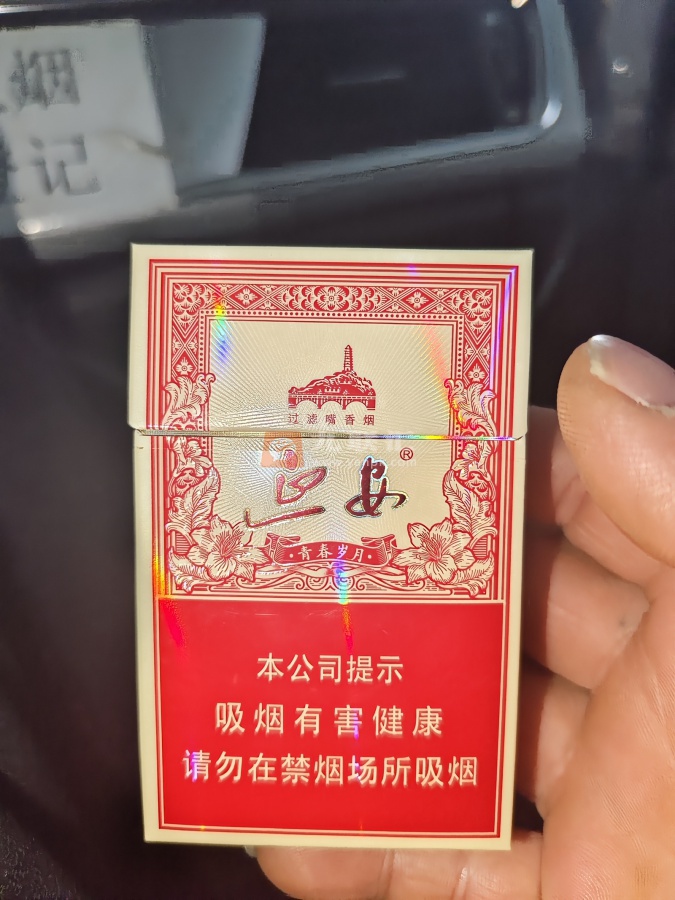 烟
记
过滤嘴香烟
延安®
·青春岁月·
本公司提示
吸烟有害健康
请勿在禁烟场所吸烟